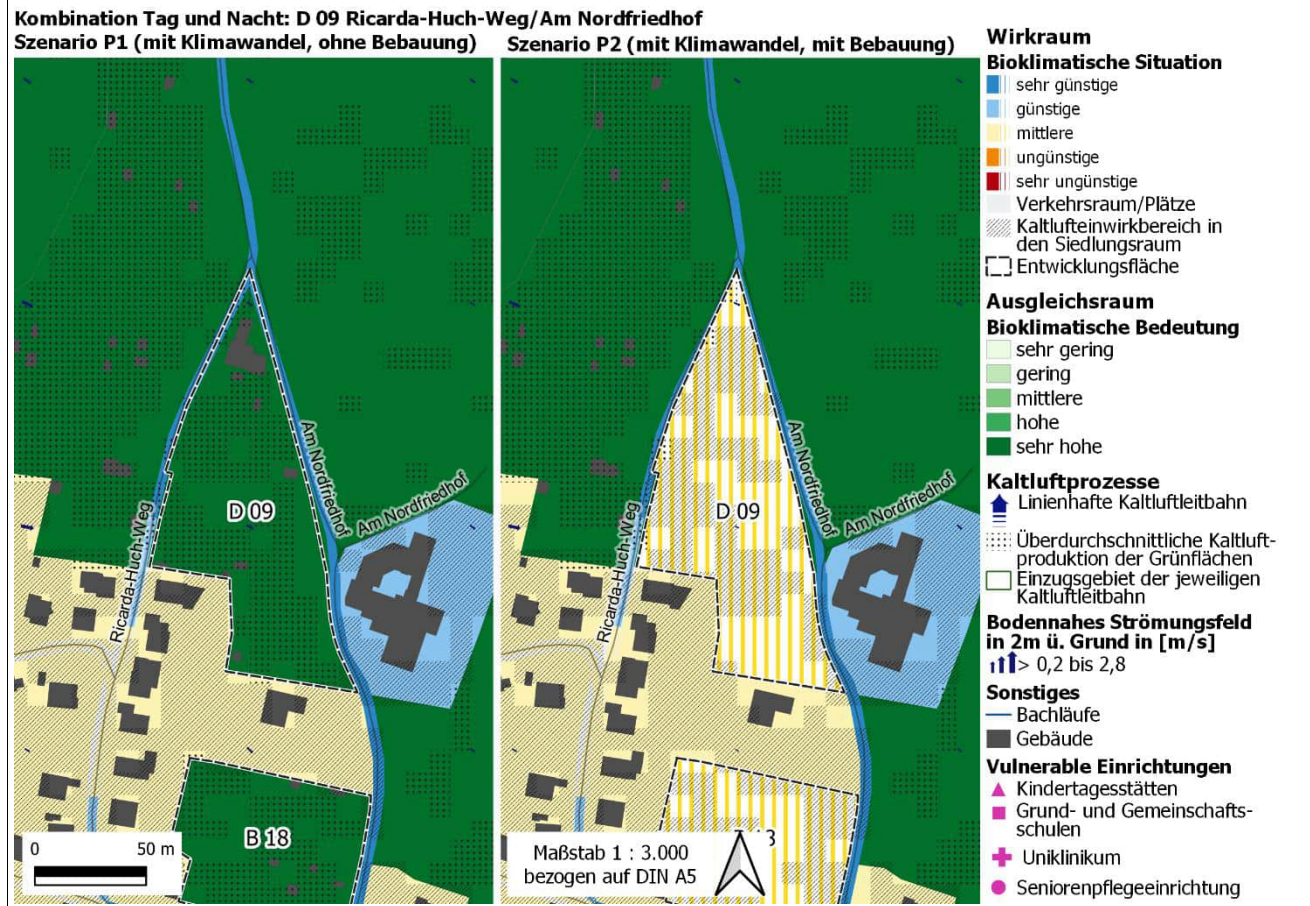 Kombination Tag und Nacht: D 09 Ricarda-Huch-Weg/Am Nordfriedhof
Szenario P1 (mit Klimawandel, ohne Bebauung)
Szenario P2 (mit Klimawandel, mit Bebauung)
Am Nordfriedhof
Am Nordfriedhof
D 09
Ricarda-Huch-Weg
B 18
0 50 m
Am Nordfriedhof
Am Nordfriedhof
D 09
Ricarda-Huch-Weg
Maßstab 1 : 3.000
bezogen auf DIN A5
Wirkraum
Bioklimatische Situation
sehr günstige
günstige
mittlere
ungünstige
sehr ungünstige
Verkehrsraum/Plätze
Kaltlufteinwirkbereich in
den Siedlungsraum
Entwicklungsfläche
Ausgleichsraum
Bioklimatische Bedeutung
sehr gering
gering
mittlere
hohe
sehr hohe
Kaltluftprozesse
Linienhafte Kaltluftleitbahn
Überdurchschnittliche Kaltluft-
produktion der Grünflächen
Einzugsgebiet der jeweiligen
Kaltluftleitbahn
Bodennahes Strömungsfeld
in 2m ü. Grund in [m/s]
> 0,2 bis 2,8
Sonstiges
Bachläufe
Gebäude
Vulnerable Einrichtungen
Kindertagesstätten
Grund- und Gemeinschafts-
schulen
Uniklinikum
Seniorenpflegeeinrichtung